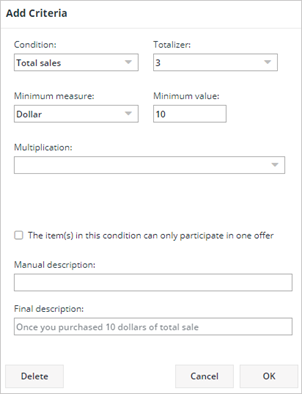 Add Criteria
Condition: Totalizer:
Total sales 3
Minimum measure: Minimum value:
Dollar 10
Multiplication:
The item(s) in this condition can only participate in one offer
Manual description:
Final description:
Once you purchased 10 dollars of total sale
Delete Cancel OK